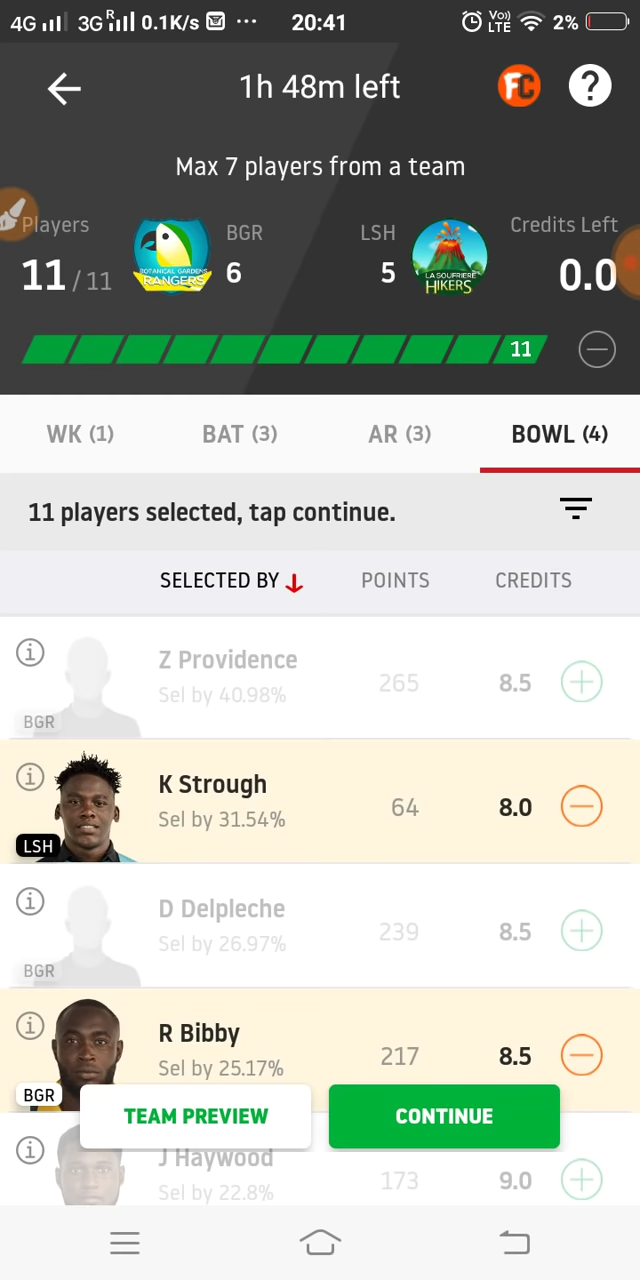 4G 3G R 0.1K/s ... 20:41 Vo) LTE 2%
1h 48m left FC ?
Max 7 players from a team
Players BGR LSH Credits Left
11 / 11 6 5 0.0
BOTANICAL GARDENS
RANGERS
LA SOUFRIERE
HIKERS
11
WK (1) BAT (3) AR (3) BOWL (4)
11 players selected, tap continue.
SELECTED BY POINTS CREDITS
Z Providence
Sel by 40.98% 265 8.5
BGR
K Strough
Sel by 31.54% 64 8.0
LSH
D Delpleche
Sel by 26.97% 239 8.5
BGR
R Bibby
Sel by 25.17% 217 8.5
BGR
TEAM PREVIEW CONTINUE
J Haywood
Sel by 22.8% 173 9.0